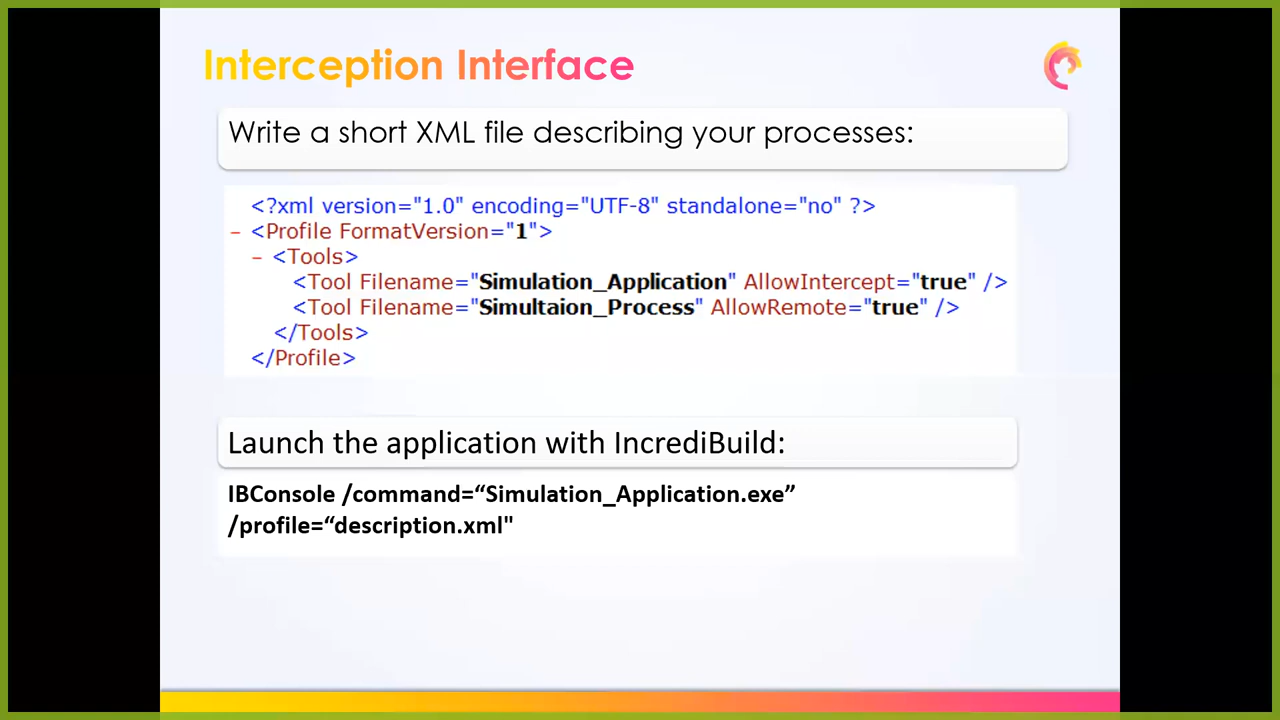 Interception Interface
Write a short XML file describing your processes:
<?xml version="1.0" encoding="UTF-8" standalone="no" ?>
– <Profile FormatVersion="1">
– <Tools>
<Tool Filename="Simulation_Application" AllowIntercept="true" />
<Tool Filename="Simultaion_Process" AllowRemote="true" />
</Tools>
</Profile>
Launch the application with IncrediBuild:
IBConsole /command=“Simulation_Application.exe”
/profile=“description.xml"